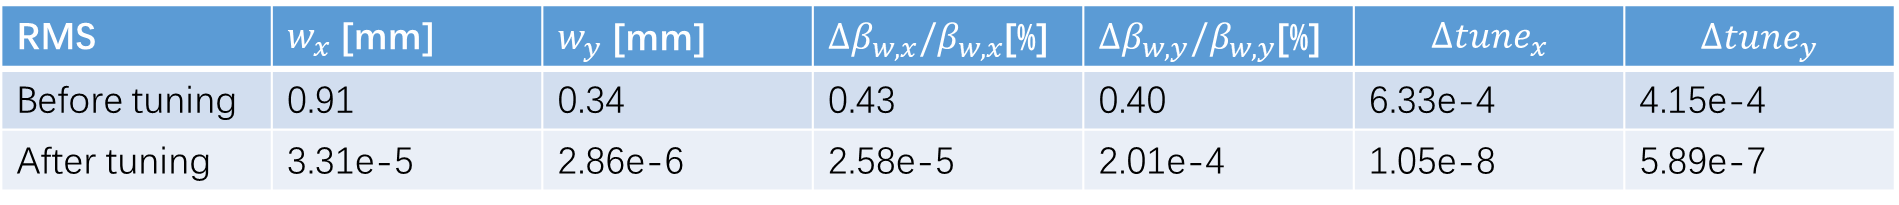 RMS w_x [mm] w_y [mm] Δβ_{w,x}/β_{w,x}[%] Δβ_{w,y}/β_{w,y}[%] Δtune_x Δtune_y
Before tuning 0.91 0.34 0.43 0.40 6.33e-4 4.15e-4
After tuning 3.31e-5 2.86e-6 2.58e-5 2.01e-4 1.05e-8 5.89e-7